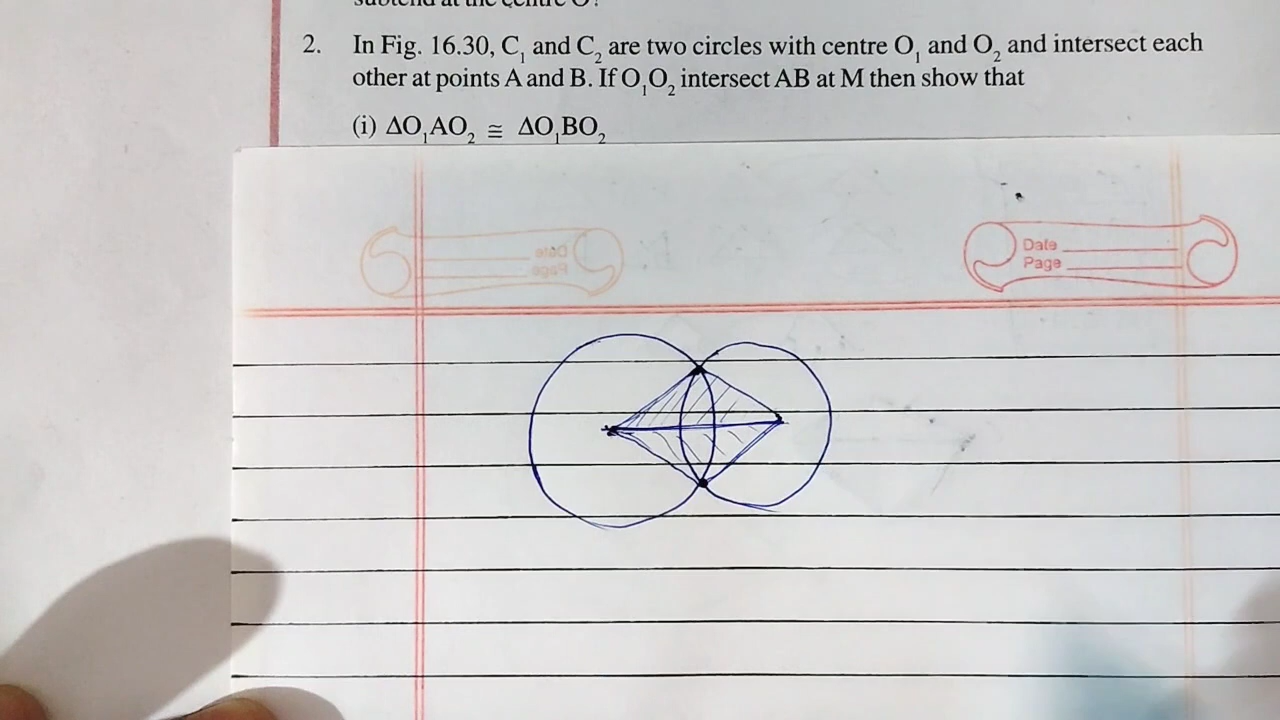 2. In Fig. 16.30, C₁ and C₂ are two circles with centre O₁ and O₂ and intersect each
other at points A and B. If O₁O₂ intersect AB at M then show that
(i) ΔO₁AO₂ ≅ ΔO₁BO₂
Date
Page